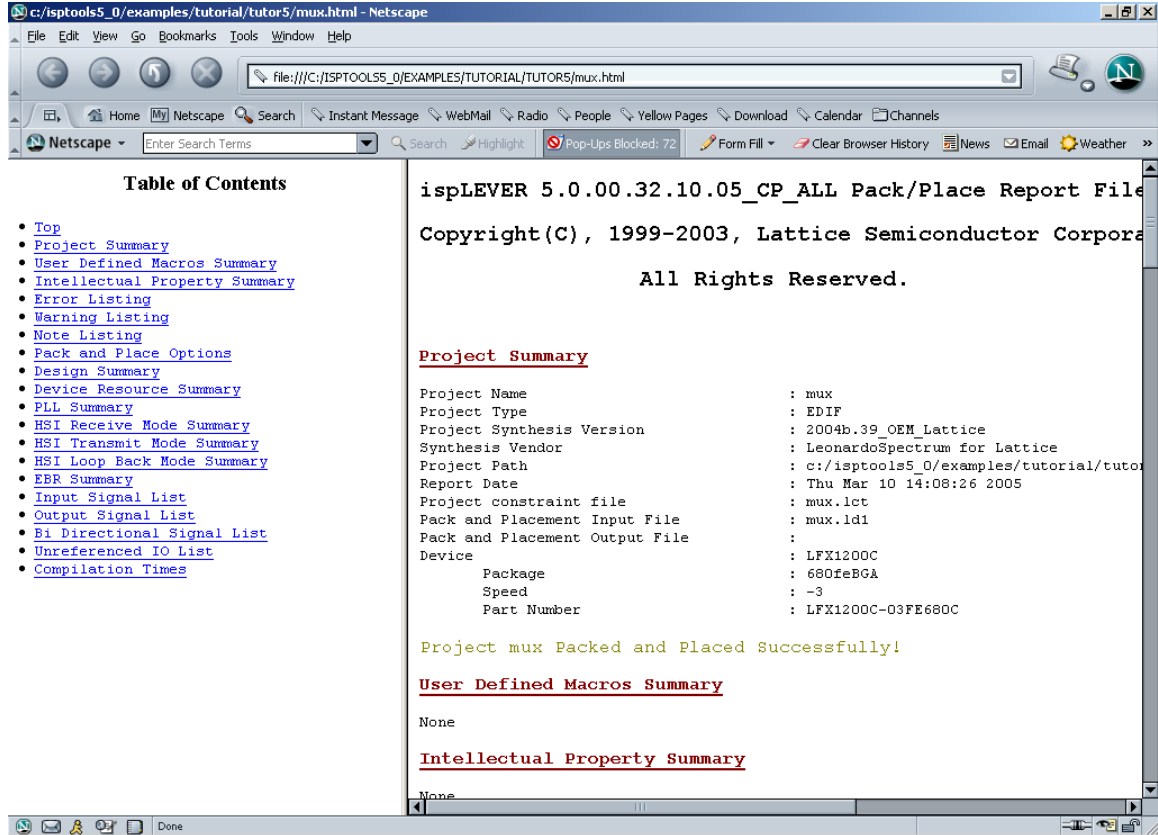 c:/isptools5_0/examples/tutorial/tutor5/mux.html - Netscape
File Edit View Go Bookmarks Tools Window Help
file:///C:/ISPTOOLS5_0/EXAMPLES/TUTORIAL/TUTOR5/mux.html
Home My Netscape Search Instant Message WebMail Radio People Yellow Pages Download Calendar Channels
Netscape Enter Search Terms Search Highlight Pop-Ups Blocked: 72 Form Fill Clear Browser History News Email Weather »
Table of Contents
Top
Project Summary
User Defined Macros Summary
Intellectual Property Summary
Error Listing
Warning Listing
Note Listing
Pack and Place Options
Design Summary
Device Resource Summary
PLL Summary
HSI Receive Mode Summary
HSI Transmit Mode Summary
HSI Loop Back Mode Summary
EBR Summary
Input Signal List
Output Signal List
Bi Directional Signal List
Unreferenced IO List
Compilation Times
ispLEVER 5.0.00.32.10.05_CP_ALL Pack/Place Report File
Copyright(C), 1999-2003, Lattice Semiconductor Corpora
All Rights Reserved.
Project Summary
Project Name : mux
Project Type : EDIF
Project Synthesis Version : 2004b.39_OEM_Lattice
Synthesis Vendor : LeonardoSpectrum for Lattice
Project Path : c:/isptools5_0/examples/tutorial/tutor
Report Date : Thu Mar 10 14:08:26 2005
Project constraint file : mux.lct
Pack and Placement Input File : mux.ld1
Pack and Placement Output File :
Device : LFX1200C
Package : 680feBGA
Speed : -3
Part Number : LFX1200C-03FE680C
Project mux Packed and Placed Successfully!
User Defined Macros Summary
None
Intellectual Property Summary
None
Done